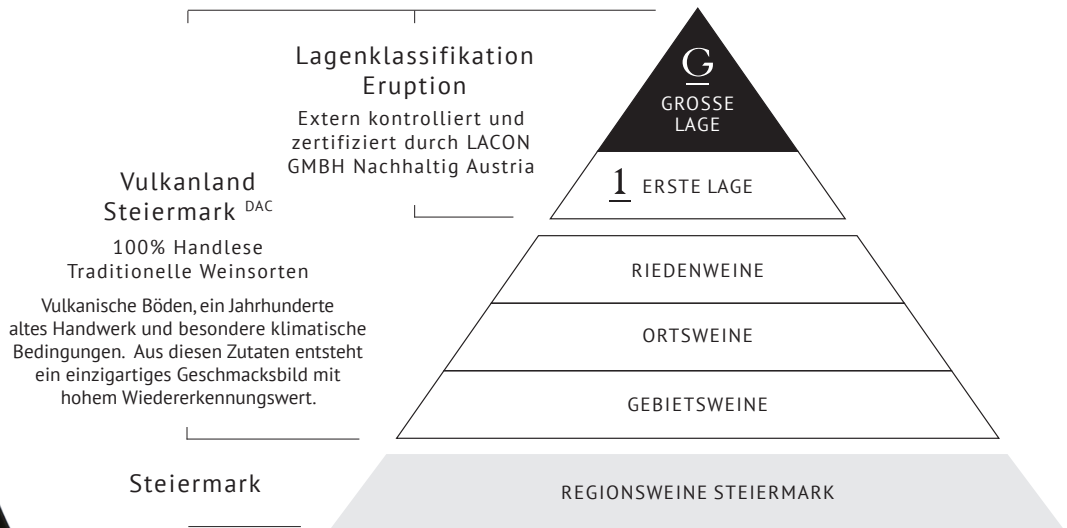 Lagenklassifikation
Eruption
Extern kontrolliert und
zertifiziert durch LACON
GMBH Nachhaltig Austria
Vulkanland
Steiermark DAC
100% Handlese
Traditionelle Weinsorten
Vulkanische Böden, ein Jahrhunderte
altes Handwerk und besondere klimatische
Bedingungen. Aus diesen Zutaten entsteht
ein einzigartiges Geschmacksbild mit
hohem Wiedererkennungswert.
Steiermark
G
GROSSE
LAGE
1 ERSTE LAGE
RIEDENWEINE
ORTSWEINE
GEBIETSWEINE
REGIONSWEINE STEIERMARK